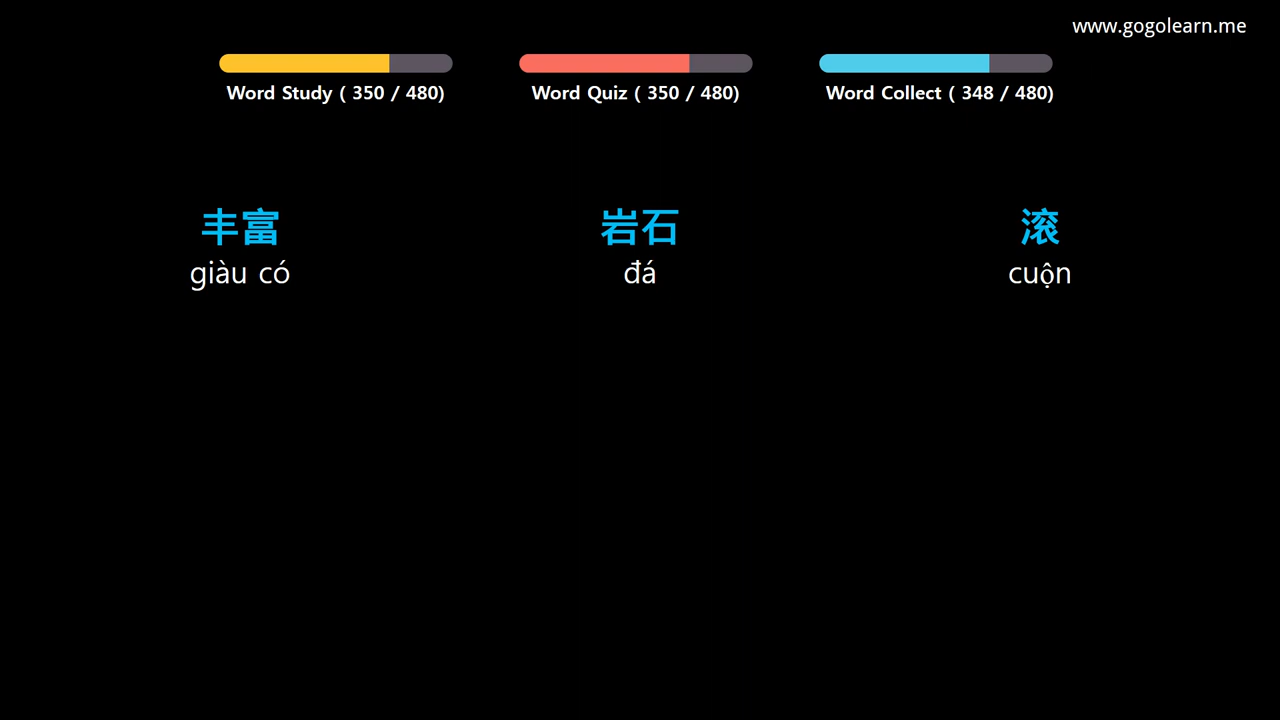 www.gogolearn.me
Word Study ( 350 / 480)
Word Quiz ( 350 / 480)
Word Collect ( 348 / 480)
丰富
岩石
滚
giàu có
đá
cuộn